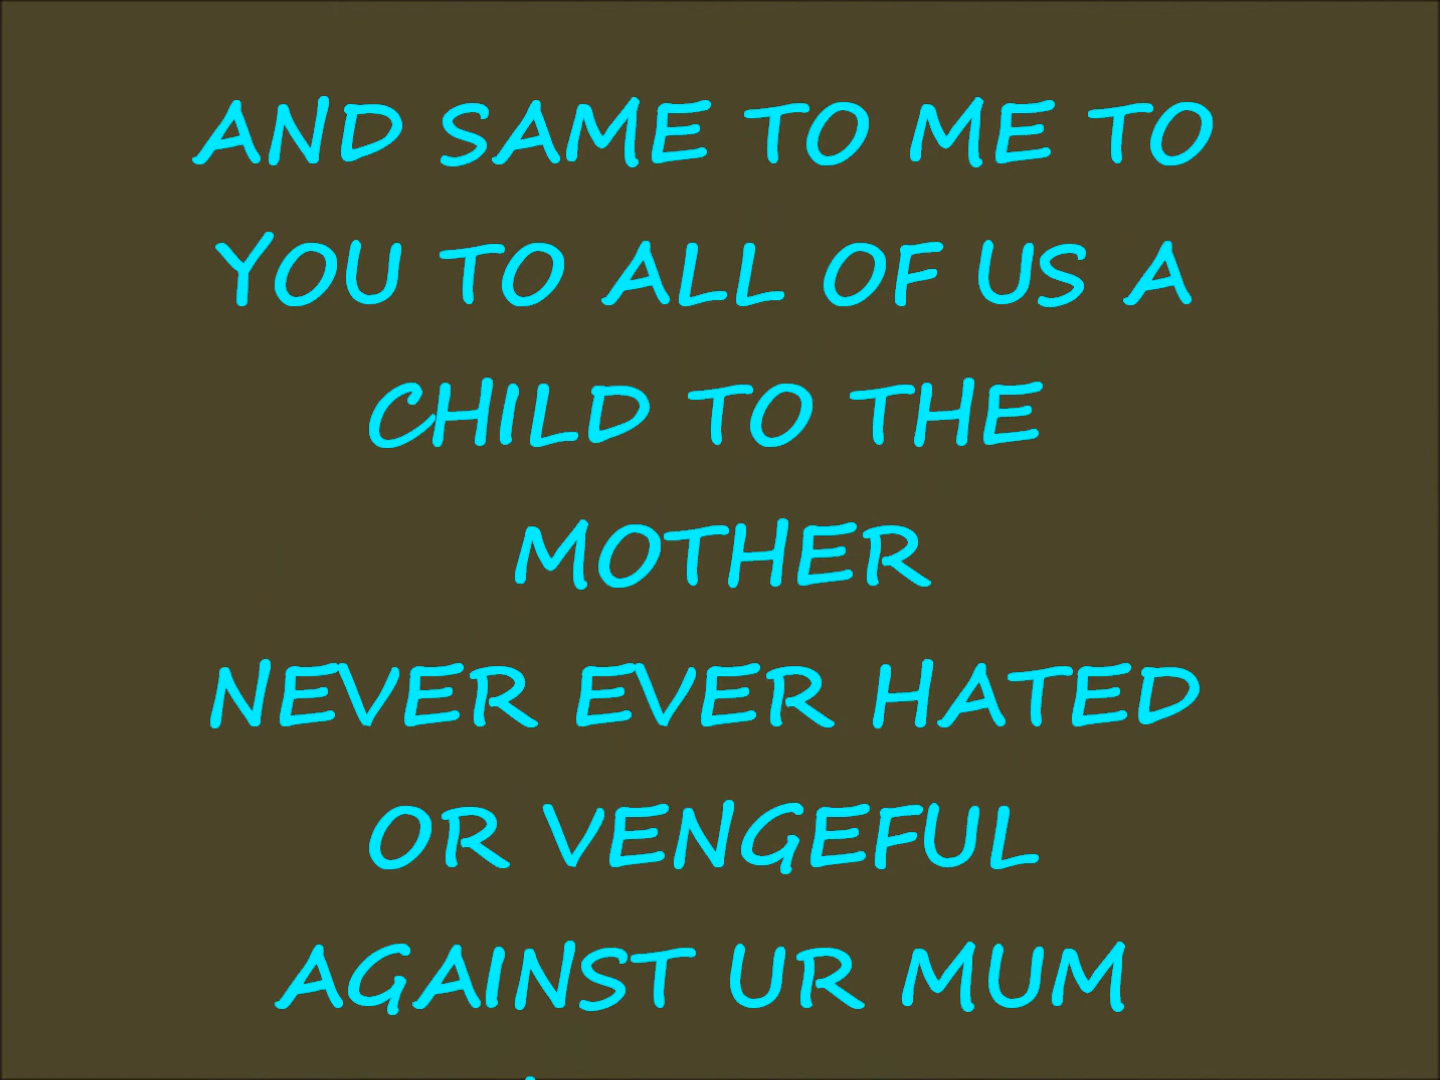 AND SAME TO ME TO
YOU TO ALL OF US A
CHILD TO THE
MOTHER
NEVER EVER HATED
OR VENGEFUL
AGAINST UR MUM